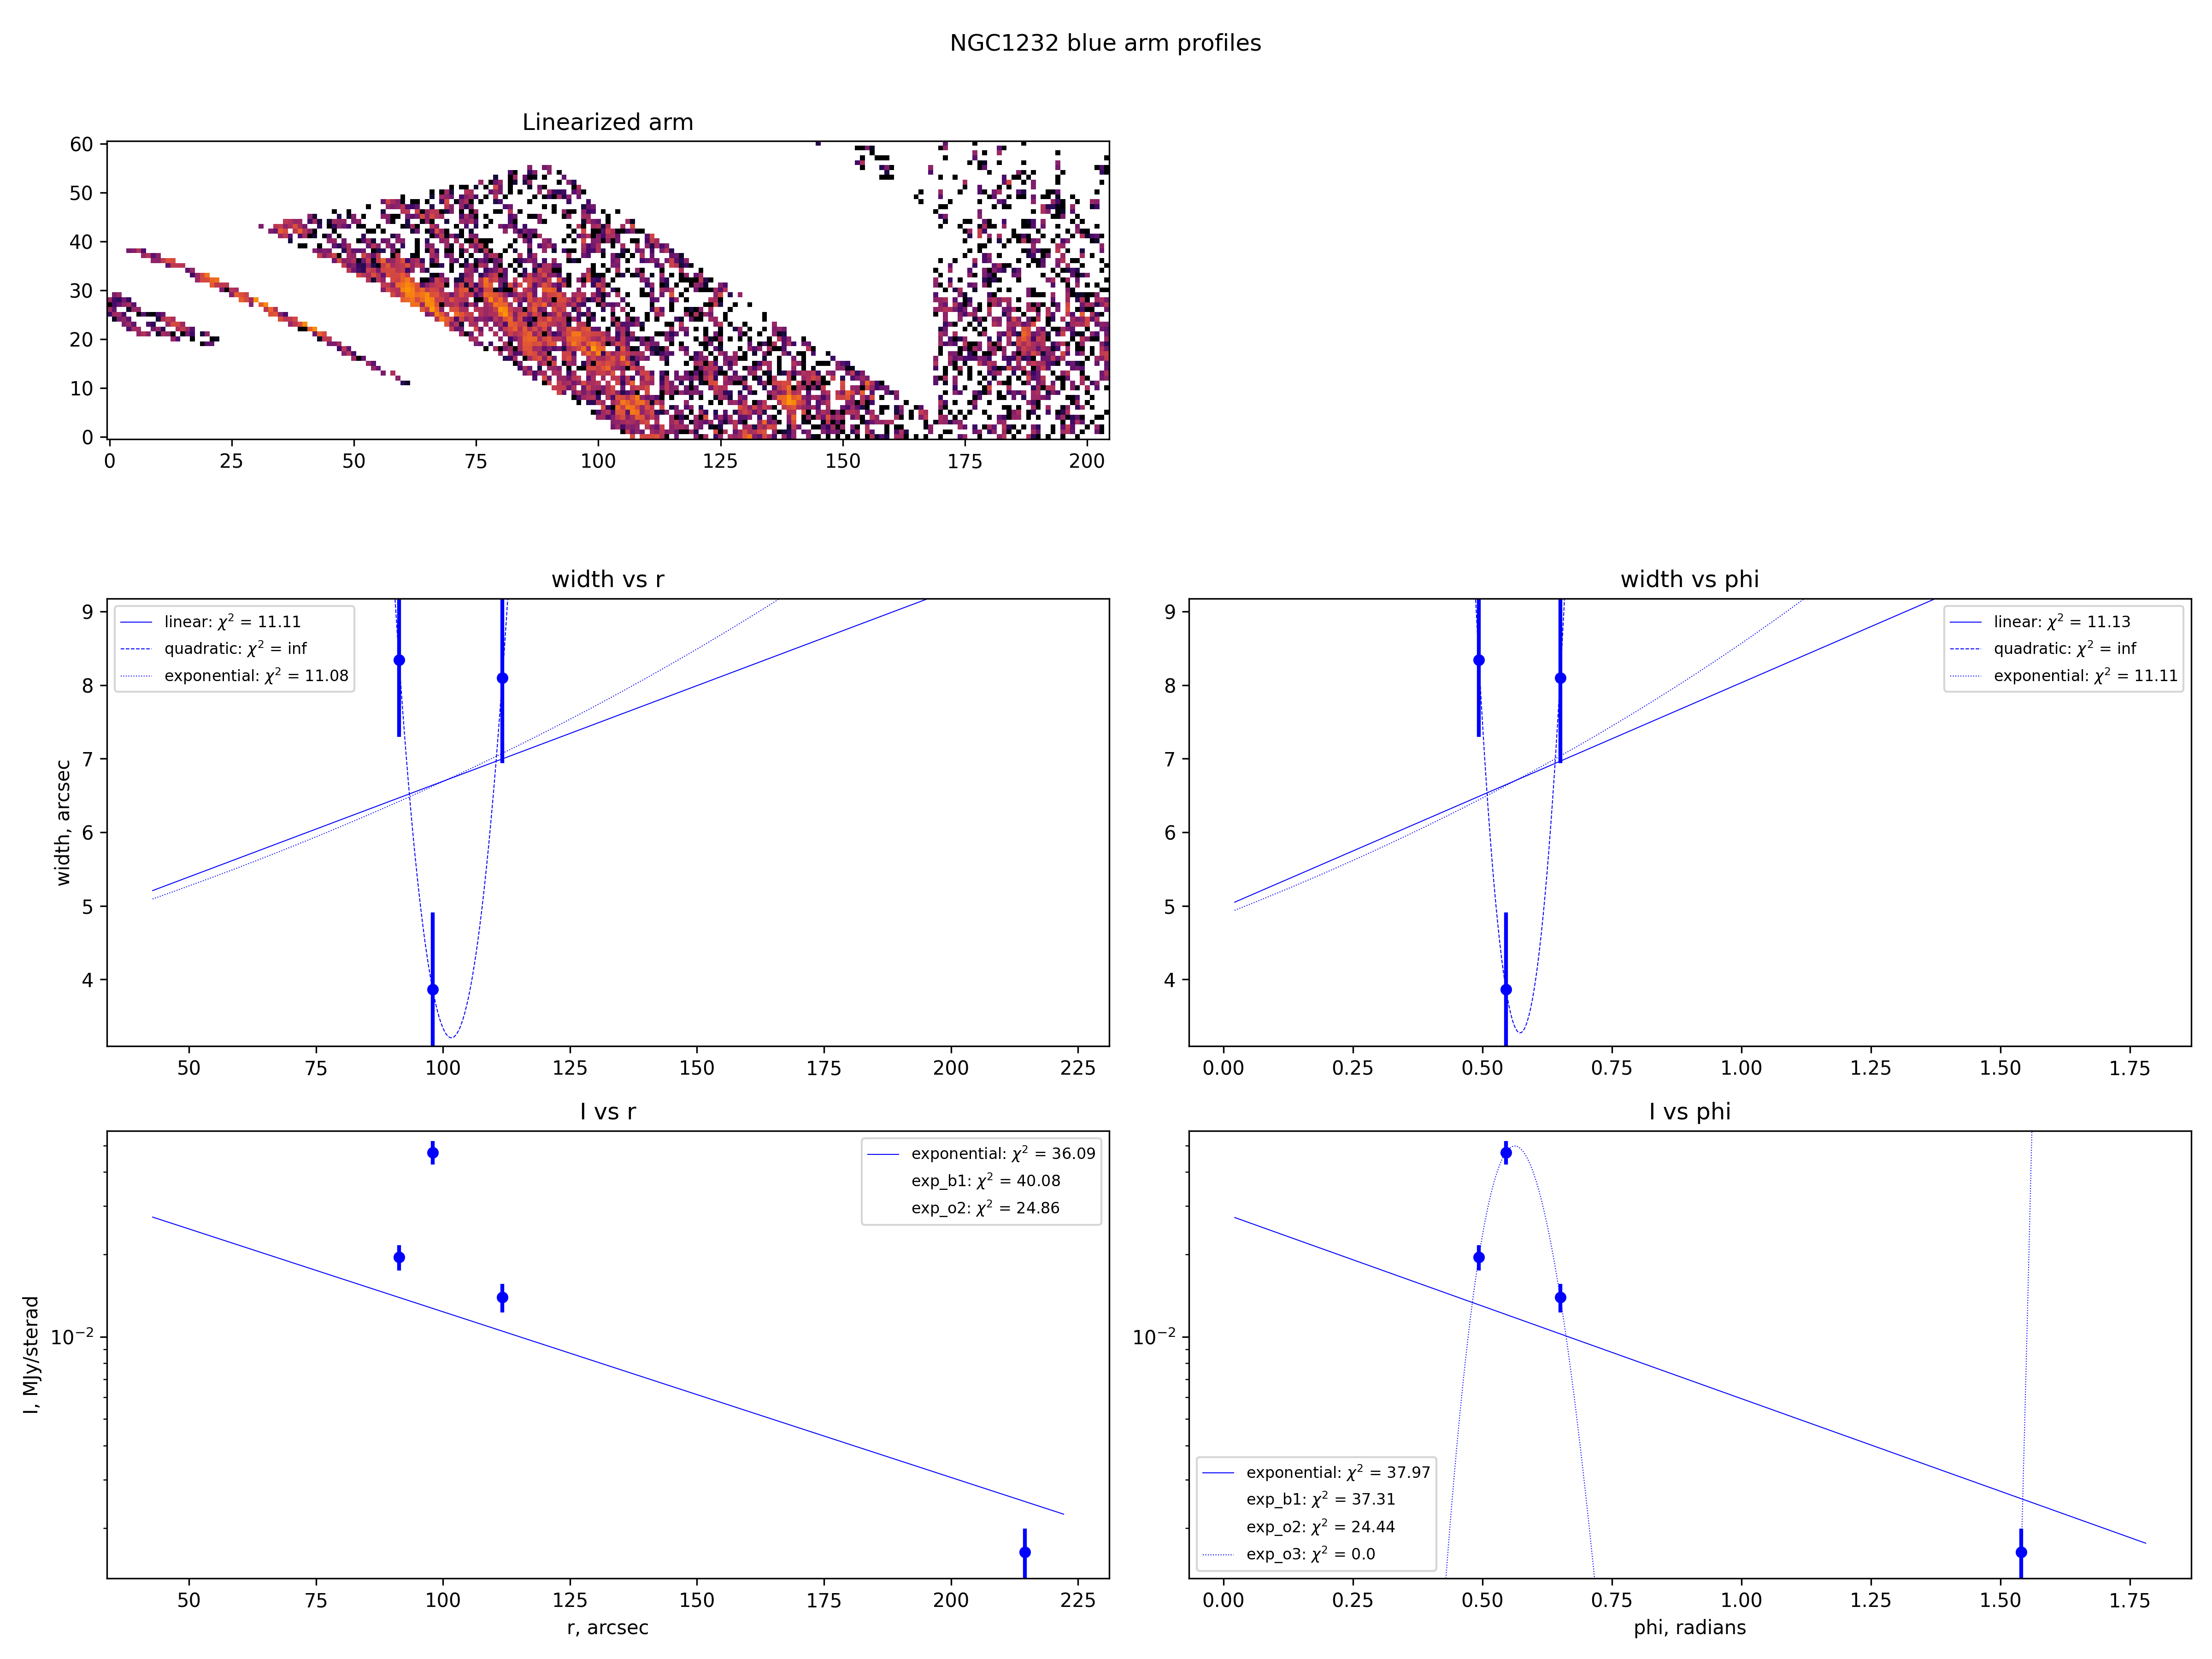 NGC1232 blue arm profiles
Linearized arm
60
50
40
30
20
10
0
0 25 50 75 100 125 150 175 200
width vs r
9
8
7
6
5
4
width, arcsec
linear: χ² = 11.11
quadratic: χ² = inf
exponential: χ² = 11.08
50 75 100 125 150 175 200 225
width vs phi
9
8
7
6
5
4
linear: χ² = 11.13
quadratic: χ² = inf
exponential: χ² = 11.11
0.00 0.25 0.50 0.75 1.00 1.25 1.50 1.75
I vs r
I, MJy/sterad
10⁻²
exponential: χ² = 36.09
exp_b1: χ² = 40.08
exp_o2: χ² = 24.86
50 75 100 125 150 175 200 225
r, arcsec
I vs phi
10⁻²
exponential: χ² = 37.97
exp_b1: χ² = 37.31
exp_o2: χ² = 24.44
exp_o3: χ² = 0.0
0.00 0.25 0.50 0.75 1.00 1.25 1.50 1.75
phi, radians